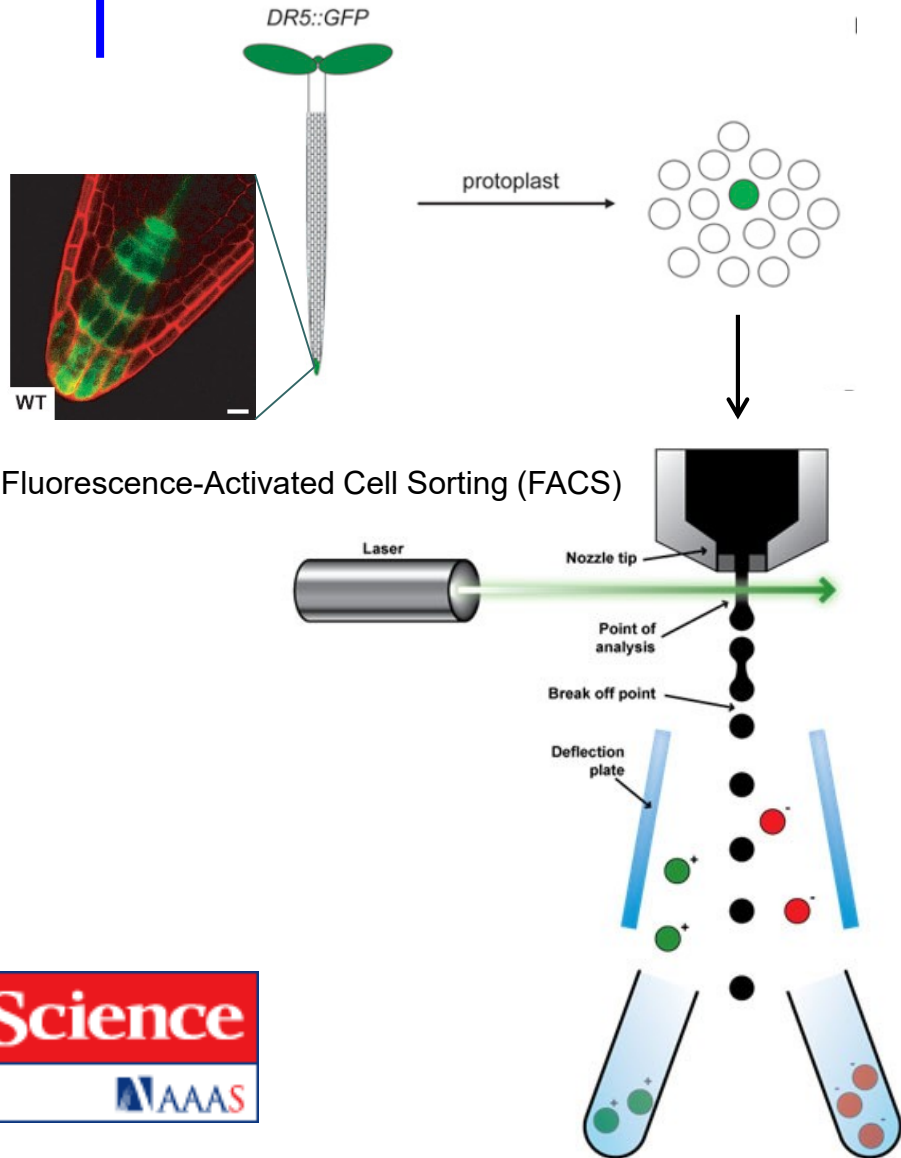 DR5::GFP
protoplast
WT
Fluorescence-Activated Cell Sorting (FACS)
Laser
Nozzle tip
Point of
analysis
Break off point
Deflection
plate
-
+
-
+
Science
AAAS
+
+
-
-
-